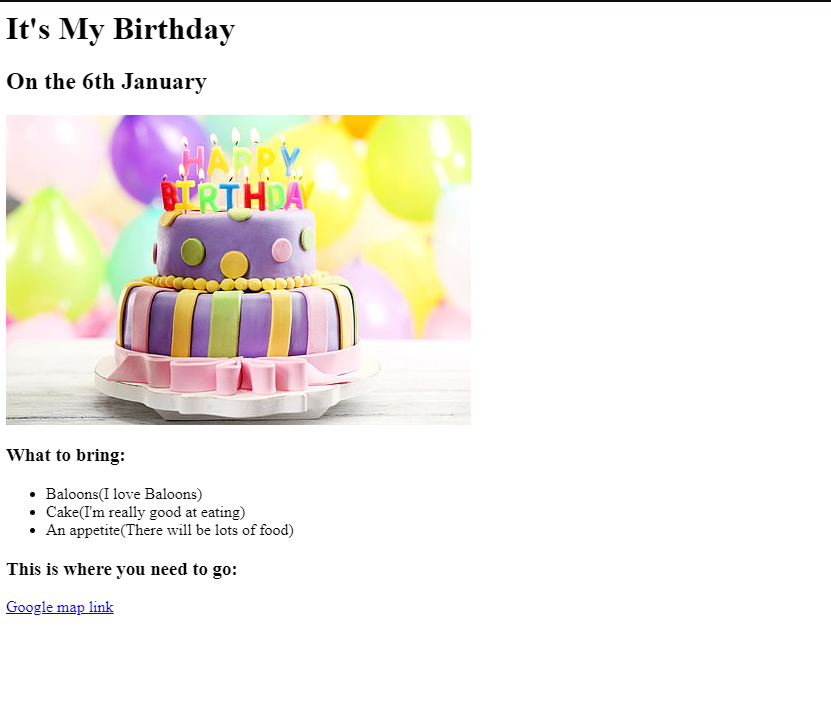 It's My Birthday
On the 6th January
HAPPY
BIRTHDAY
What to bring:
Baloons(I love Baloons)
Cake(I'm really good at eating)
An appetite(There will be lots of food)
This is where you need to go:
Google map link